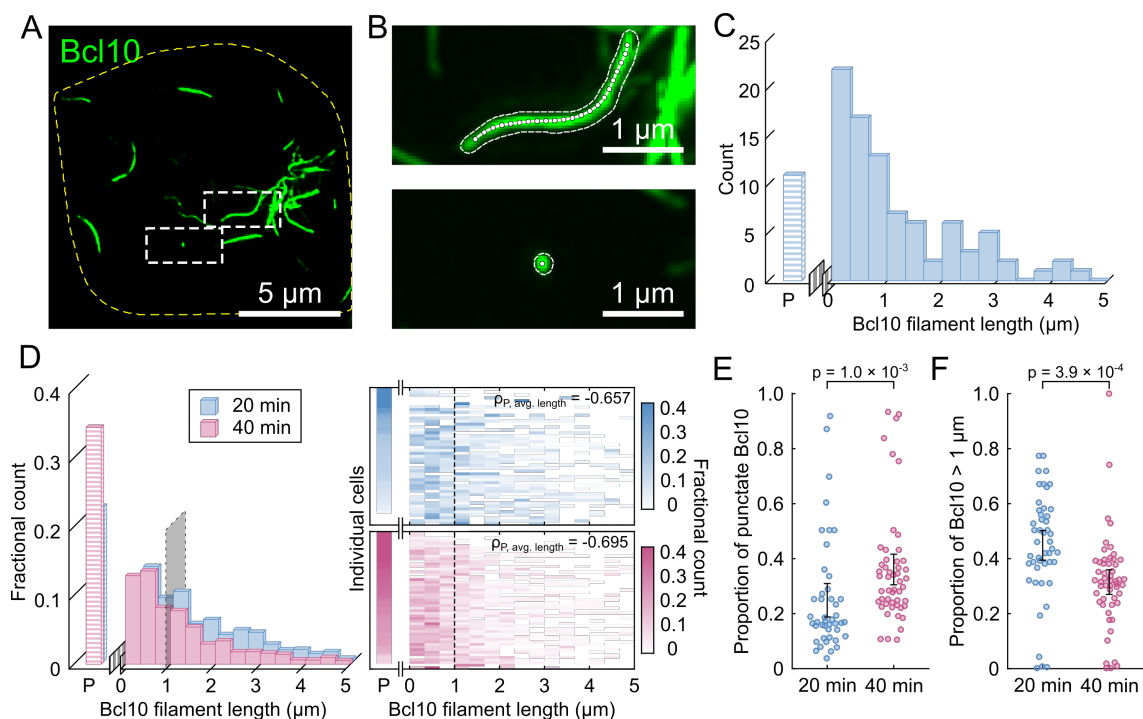 A
Bcl10
5 µm
B
1 µm
1 µm
C
25
20
15
10
5
0
Count
P
0
1
2
3
4
5
Bcl10 filament length (µm)
D
0.4
0.3
0.2
0.1
0
Fractional count
20 min
40 min
P
0
1
2
3
4
5
Bcl10 filament length (µm)
Individual cells
ρP, avg. length = -0.657
ρP, avg. length = -0.695
0.4
0.3
0.2
0.1
0
0.4
0.3
0.2
0.1
0
Fractional count
P
0
1
2
3
4
5
Bcl10 filament length (µm)
E
p = 1.0 × 10-3
1.0
0.8
0.6
0.4
0.2
0
Proportion of punctate Bcl10
20 min
40 min
F
p = 3.9 × 10-4
1.0
0.8
0.6
0.4
0.2
0
Proportion of Bcl10 > 1 µm
20 min
40 min